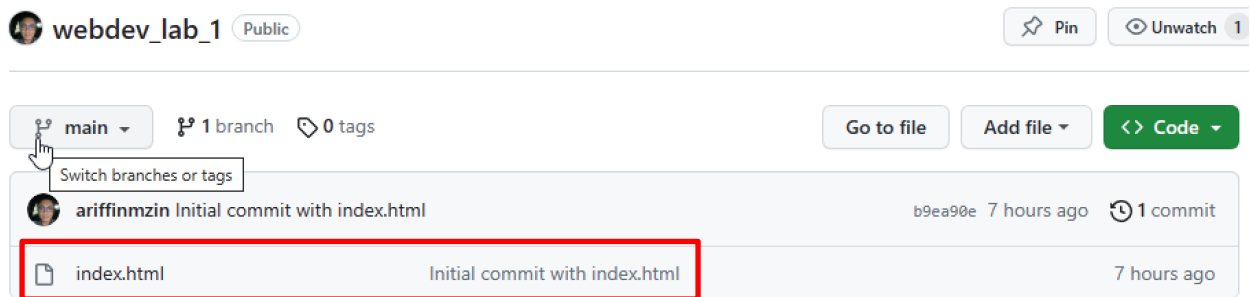 webdev_lab_1 Public Pin Unwatch 1
main 1 branch 0 tags Go to file Add file Code
Switch branches or tags
ariffinmzin Initial commit with index.html b9ea90e 7 hours ago 1 commit
index.html Initial commit with index.html 7 hours ago